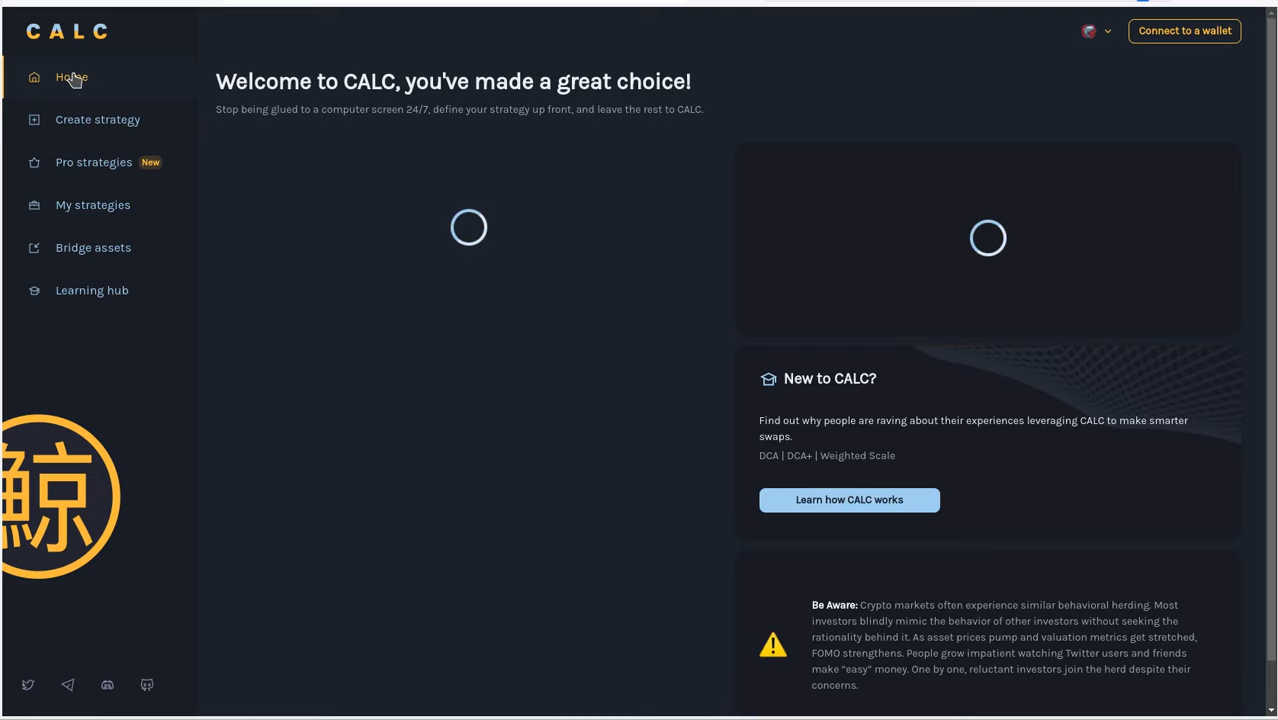 CALC
Connect to a wallet
Home
Create strategy
Pro strategies New
My strategies
Bridge assets
Learning hub
鯨
Welcome to CALC, you've made a great choice!
Stop being glued to a computer screen 24/7, define your strategy up front, and leave the rest to CALC.
New to CALC?
Find out why people are raving about their experiences leveraging CALC to make smarter
swaps.
DCA | DCA+ | Weighted Scale
Learn how CALC works
Be Aware: Crypto markets often experience similar behavioral herding. Most
investors blindly mimic the behavior of other investors without seeking the
rationality behind it. As asset prices pump and valuation metrics get stretched,
FOMO strengthens. People grow impatient watching Twitter users and friends
make “easy” money. One by one, reluctant investors join the herd despite their
concerns.